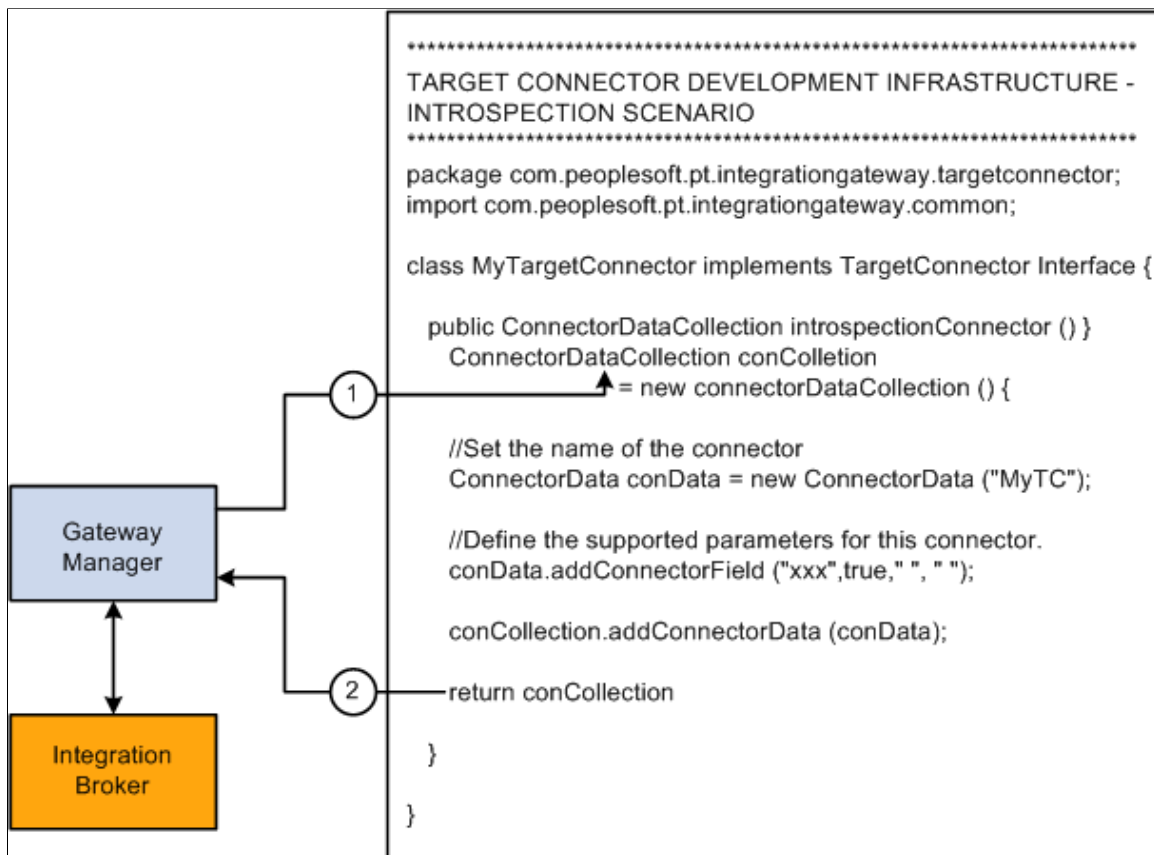 **************************************************************************
TARGET CONNECTOR DEVELOPMENT INFRASTRUCTURE -
INTROSPECTION SCENARIO
**************************************************************************
package com.peoplesoft.pt.integrationgateway.targetconnector;
import com.peoplesoft.pt.integrationgateway.common;
class MyTargetConnector implements TargetConnector Interface {
public ConnectorDataCollection introspectionConnector () }
ConnectorDataCollection conColletion
= new connectorDataCollection () {
1
//Set the name of the connector
ConnectorData conData = new ConnectorData ("MyTC");
Gateway
Manager
//Define the supported parameters for this connector.
conData.addConnectorField ("xxx",true," ", " ");
conCollection.addConnectorData (conData);
2
return conCollection
Integration
Broker
}
}